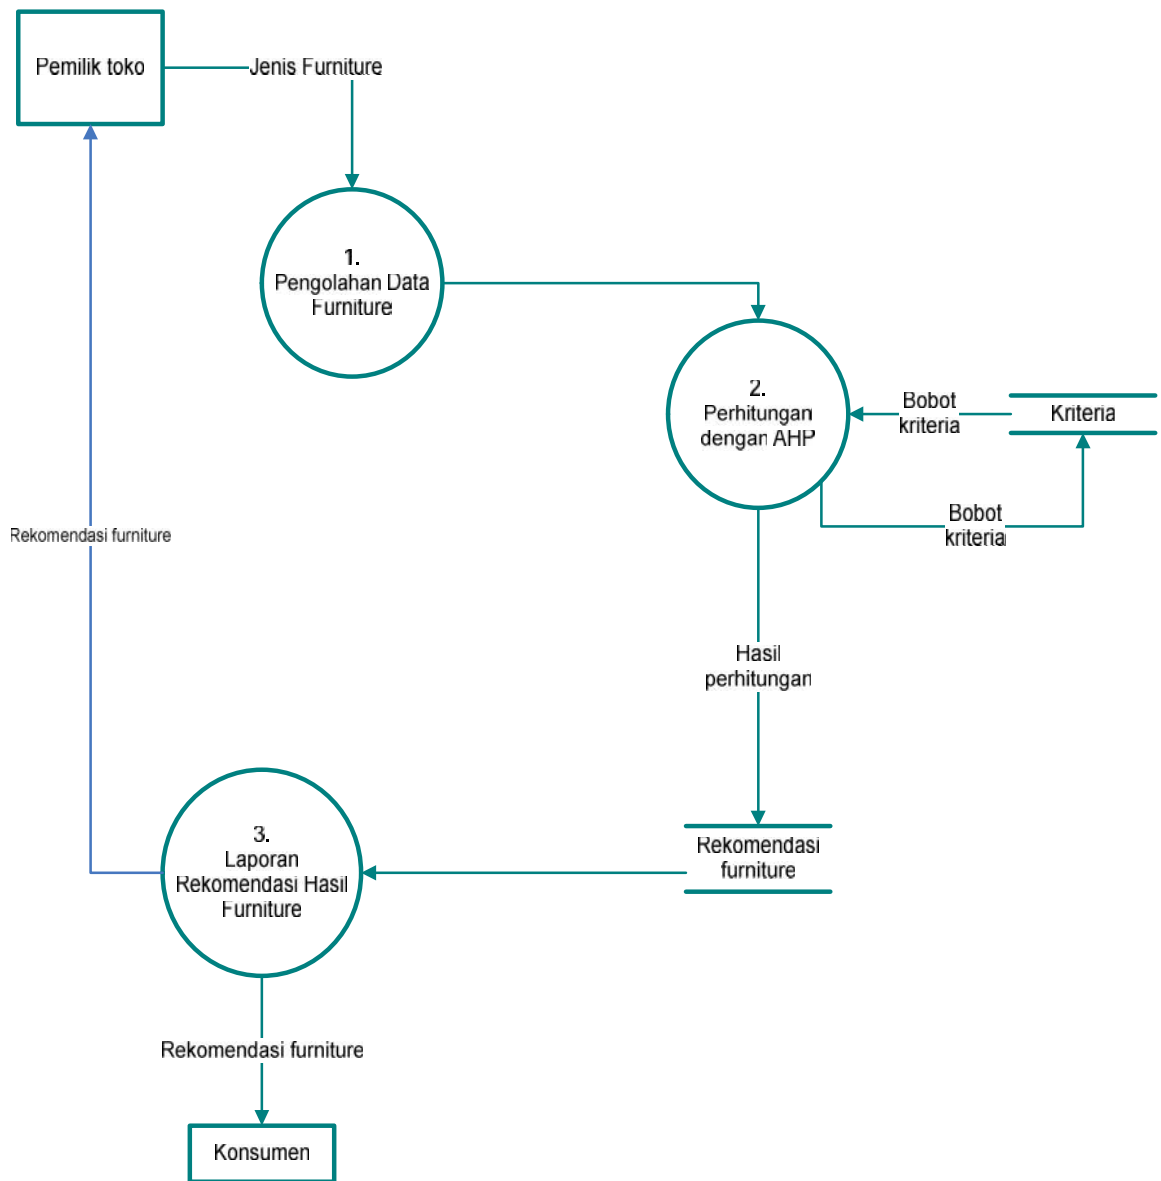 Pemilik toko
Jenis Furniture
1.
Pengolahan Data
Furniture
2.
Perhitungan
dengan AHP
Bobot
kriteria
Kriteria
Bobot
kriteria
Rekomendasi furniture
Hasil
perhitungan
3.
Laporan
Rekomendasi Hasil
Furniture
Rekomendasi
furniture
Rekomendasi furniture
Konsumen